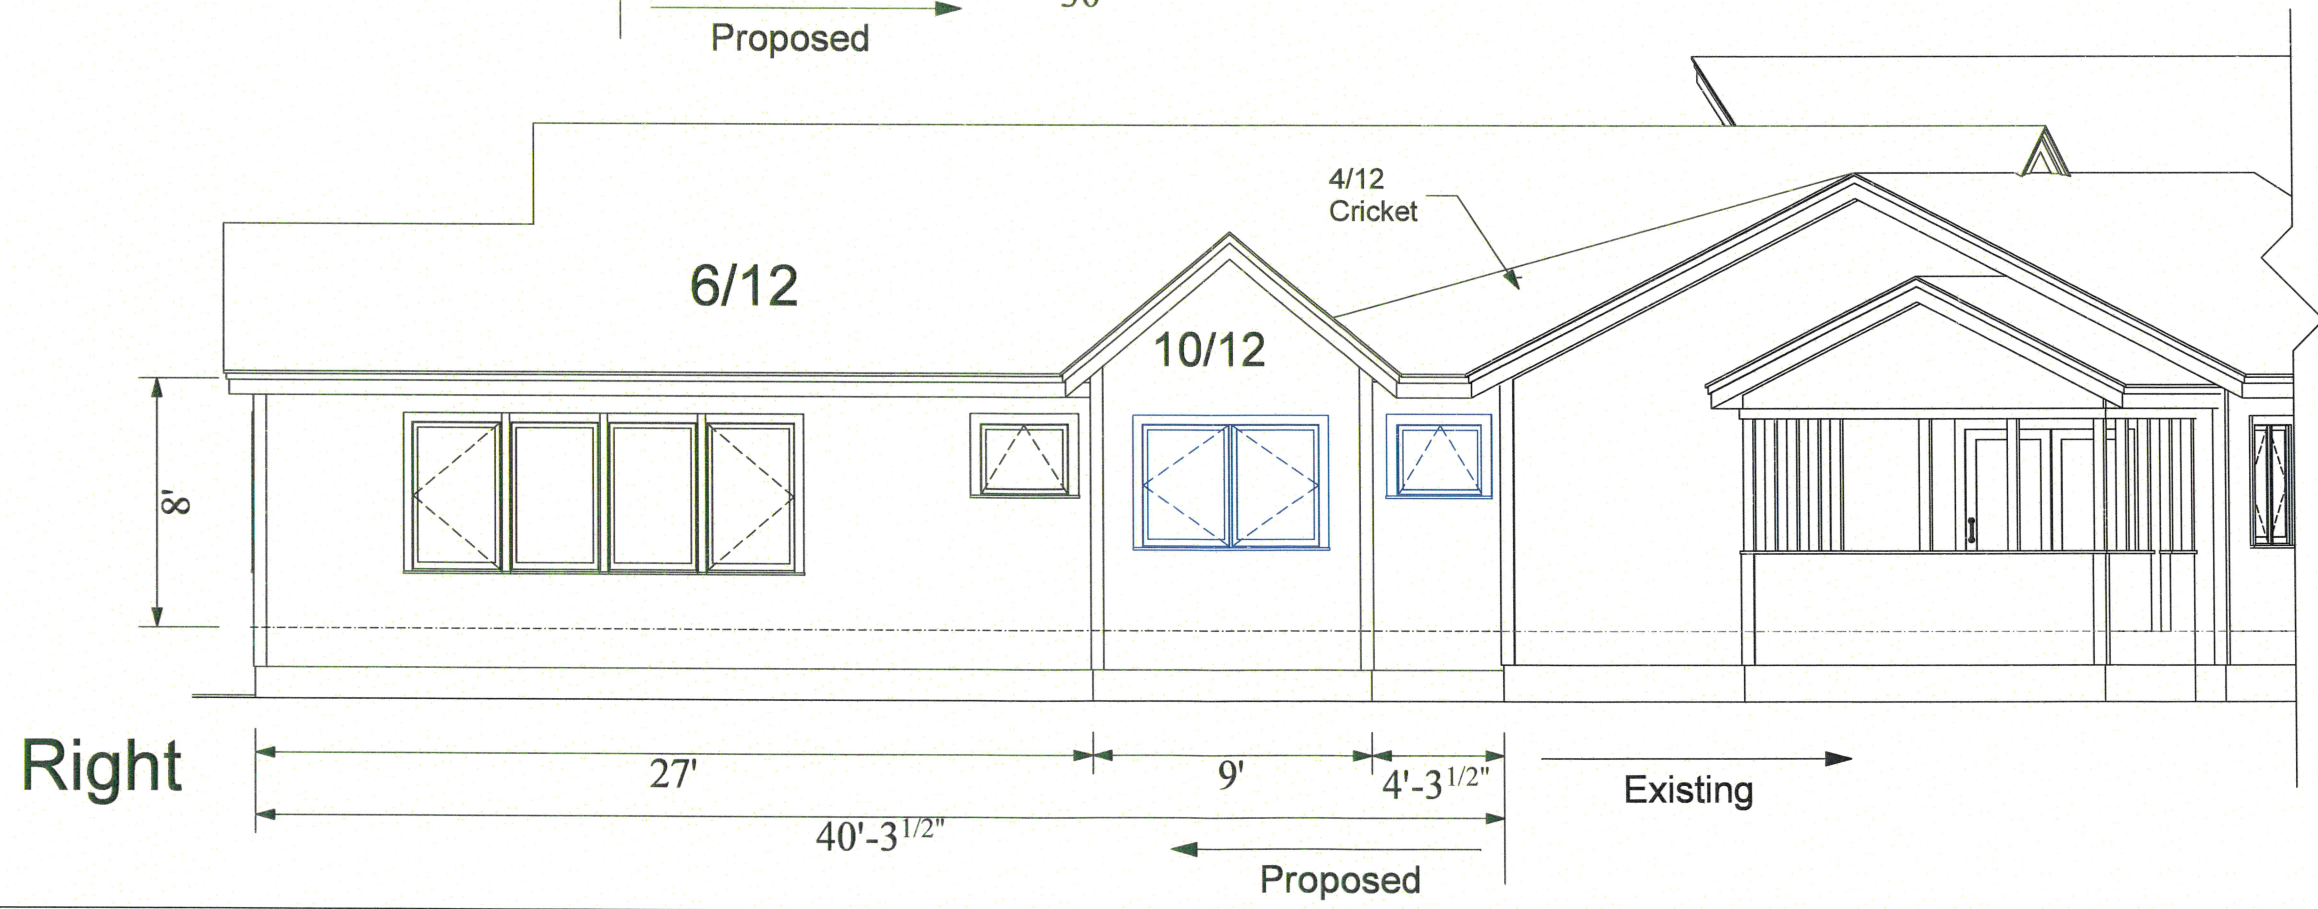 Proposed
4/12
Cricket
6/12
10/12
8'
Right
27'
9'
4'-3 1/2"
Existing
40'-3 1/2"
Proposed